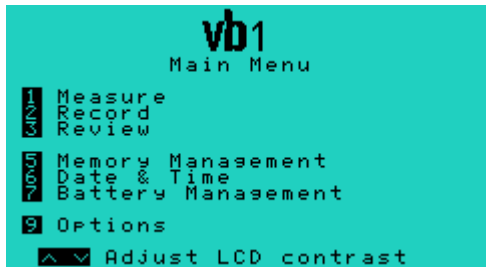 vb1
Main Menu
1 Measure
2 Record
3 Review
5 Memory Management
6 Date & Time
7 Battery Management
9 Options
Adjust LCD contrast